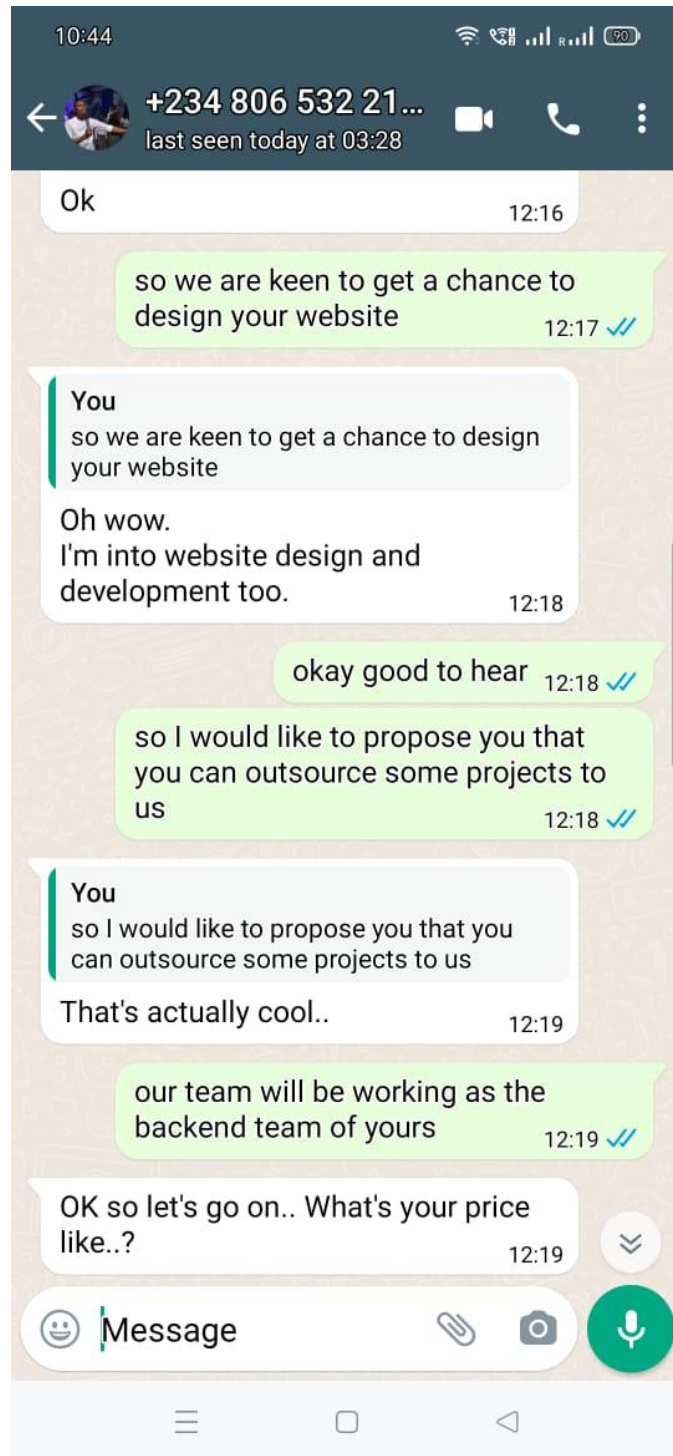 10:44
R
90
+234 806 532 21...
last seen today at 03:28
Ok
12:16
so we are keen to get a chance to
design your website
12:17
You
so we are keen to get a chance to design
your website
Oh wow.
I'm into website design and
development too.
12:18
okay good to hear
12:18
so I would like to propose you that
you can outsource some projects to
us
12:18
You
so I would like to propose you that you
can outsource some projects to us
That's actually cool..
12:19
our team will be working as the
backend team of yours
12:19
OK so let's go on.. What's your price
like..?
12:19
Message